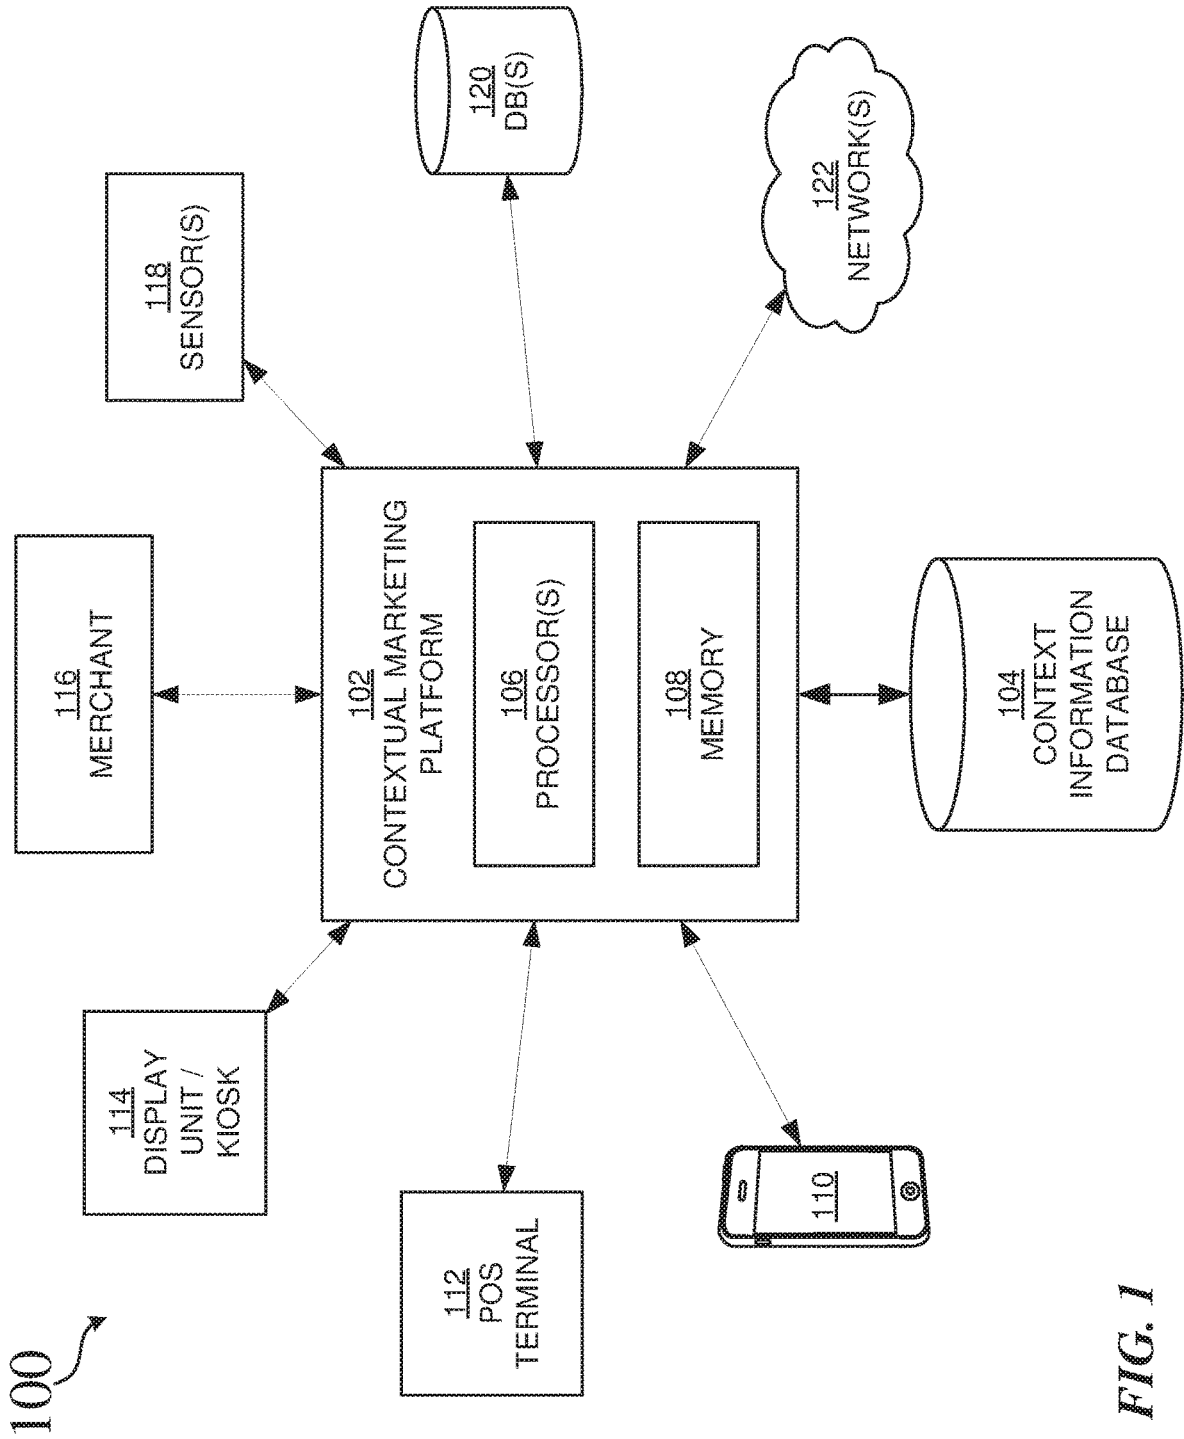 100
116
MERCHANT
114
DISPLAY
UNIT /
KIOSK
118
SENSOR(S)
102
CONTEXTUAL MARKETING
PLATFORM
106
PROCESSOR(S)
108
MEMORY
112
POS
TERMINAL
120
DB(S)
110
122
NETWORK(S)
104
CONTEXT
INFORMATION
DATABASE
FIG. 1